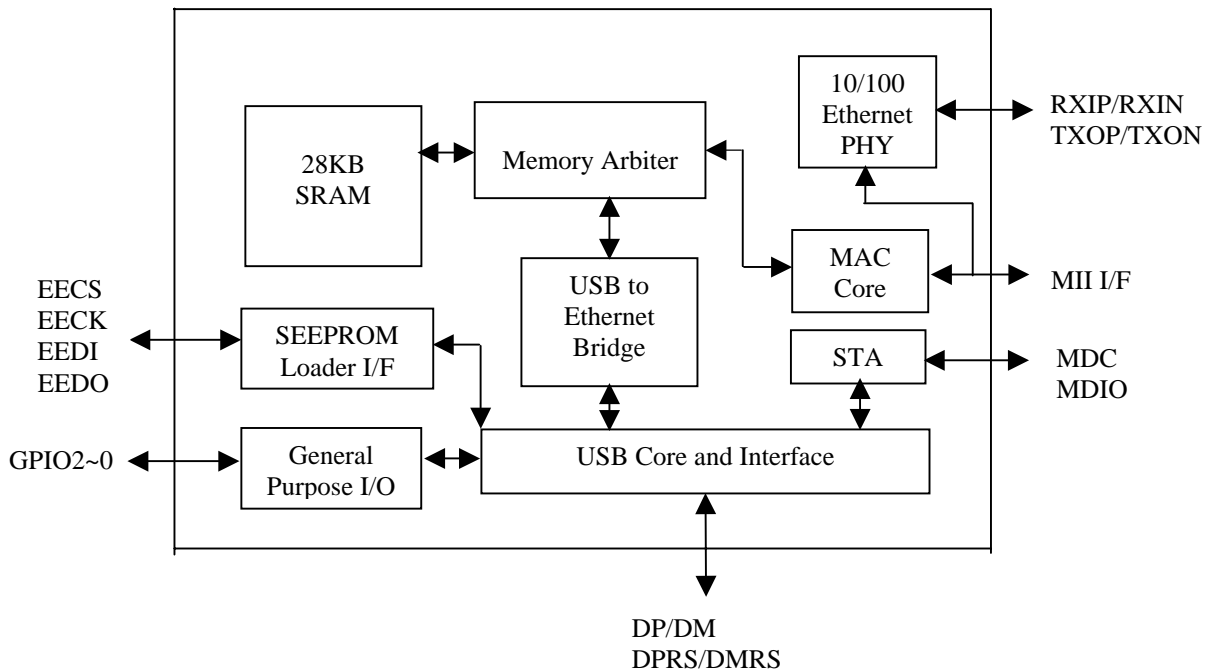 10/100
Ethernet
PHY
RXIP/RXIN
TXOP/TXON
28KB
SRAM
Memory Arbiter
MAC
Core
MII I/F
USB to
Ethernet
Bridge
EECS
EECK
EEDI
EEDO
SEEPROM
Loader I/F
STA
MDC
MDIO
GPIO2~0
General
Purpose I/O
USB Core and Interface
DP/DM
DPRS/DMRS